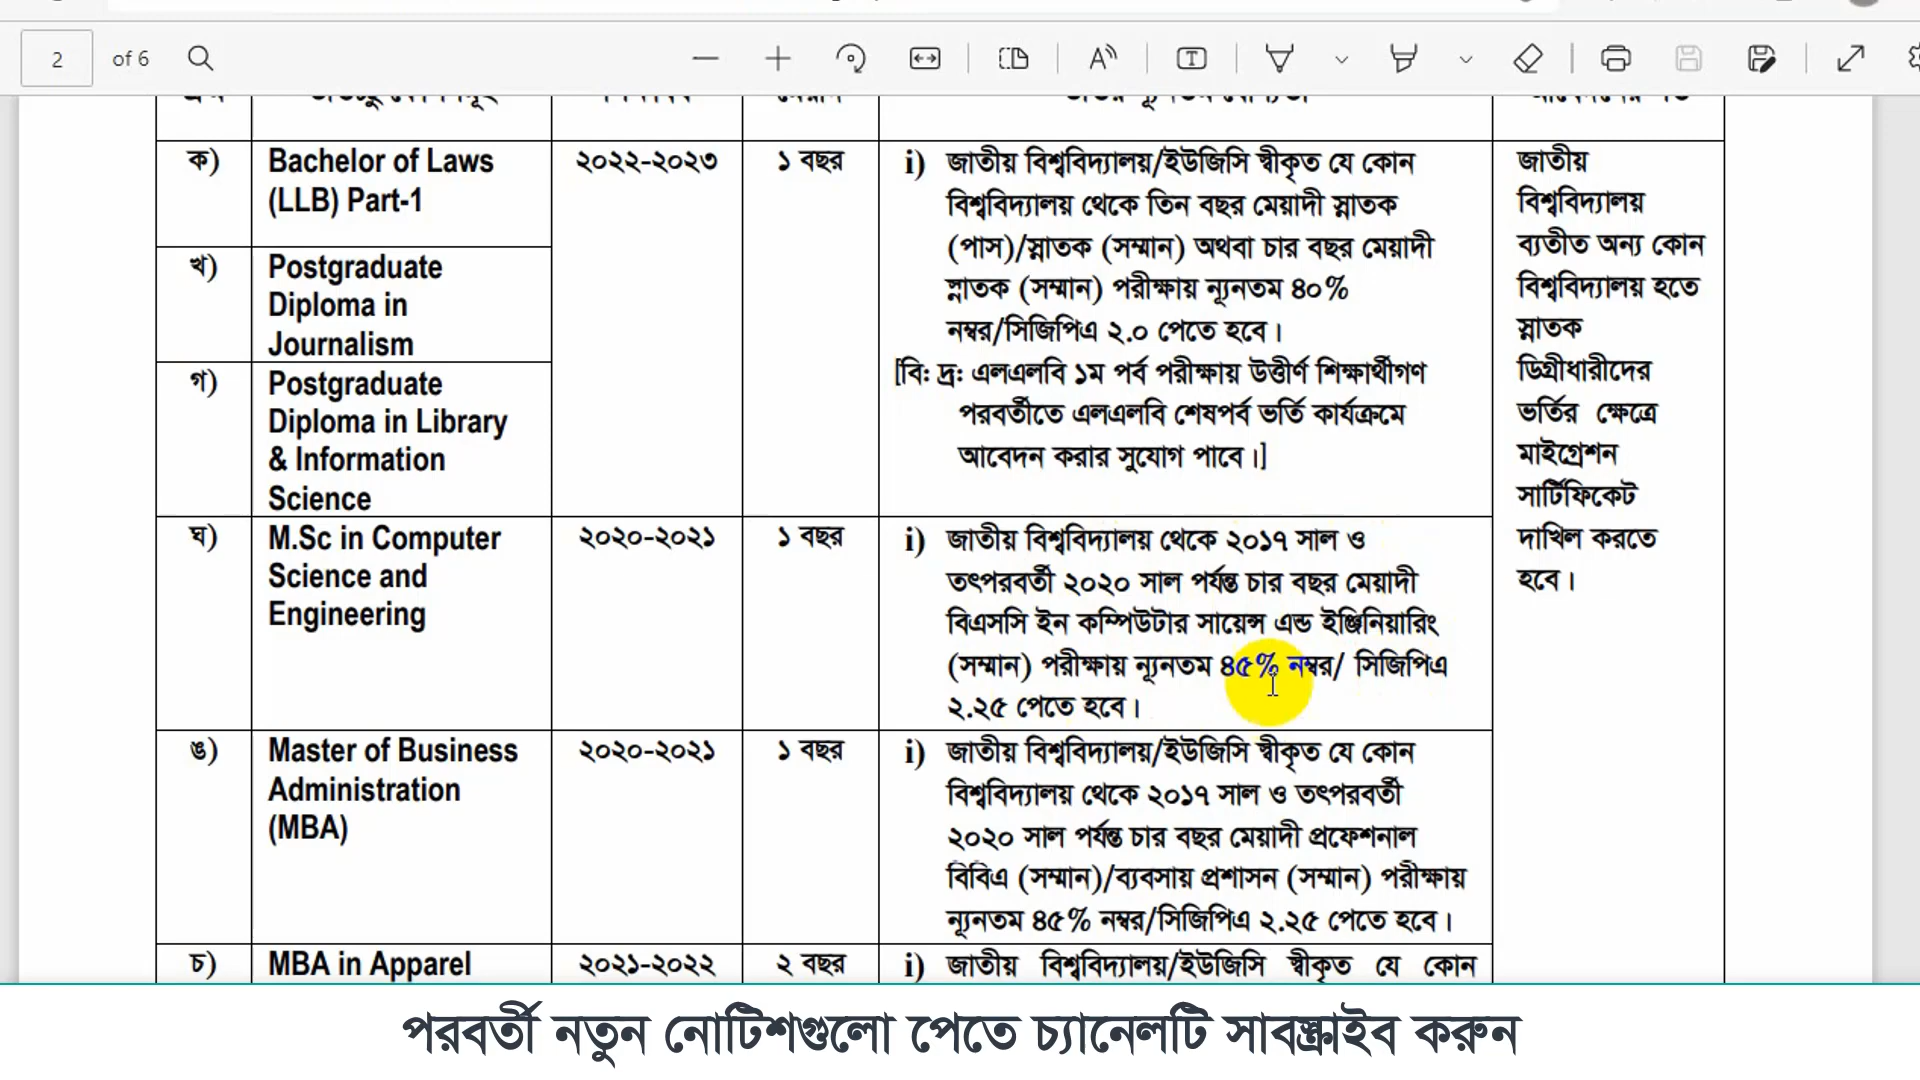 2 of 6
ক) Bachelor of Laws (LLB) Part-1
২০২২-২০২৩
১ বছর
i) জাতীয় বিশ্ববিদ্যালয়/ইউজিসি স্বীকৃত যে কোন
বিশ্ববিদ্যালয় থেকে তিন বছর মেয়াদী স্নাতক
(পাস)/স্নাতক (সম্মান) অথবা চার বছর মেয়াদী
স্নাতক (সম্মান) পরীক্ষায় ন্যূনতম ৪০%
নম্বর/সিজিপিএ ২.০ পেতে হবে।
[বি: দ্র: এলএলবি ১ম পর্ব পরীক্ষায় উত্তীর্ণ শিক্ষার্থীগণ
পরবর্তীতে এলএলবি শেষপর্ব ভর্তি কার্যক্রমে
আবেদন করার সুযোগ পাবে।]
জাতীয়
বিশ্ববিদ্যালয়
ব্যতীত অন্য কোন
বিশ্ববিদ্যালয় হতে
স্নাতক
ডিগ্রীধারীদের
ভর্তির ক্ষেত্রে
মাইগ্রেশন
সার্টিফিকেট
দাখিল করতে
হবে।
খ) Postgraduate
Diploma in
Journalism
গ) Postgraduate
Diploma in Library
& Information
Science
ঘ) M.Sc in Computer
Science and
Engineering
২০২০-২০২১
১ বছর
i) জাতীয় বিশ্ববিদ্যালয় থেকে ২০১৭ সাল ও
তৎপরবর্তী ২০২০ সাল পর্যন্ত চার বছর মেয়াদী
বিএসসি ইন কম্পিউটার সায়েন্স এন্ড ইঞ্জিনিয়ারিং
(সম্মান) পরীক্ষায় ন্যূনতম ৪৫% নম্বর/ সিজিপিএ
২.২৫ পেতে হবে।
ঙ) Master of Business
Administration
(MBA)
২০২০-২০২১
১ বছর
i) জাতীয় বিশ্ববিদ্যালয়/ইউজিসি স্বীকৃত যে কোন
বিশ্ববিদ্যালয় থেকে ২০১৭ সাল ও তৎপরবর্তী
২০২০ সাল পর্যন্ত চার বছর মেয়াদী প্রফেশনাল
বিবিএ (সম্মান)/ব্যবসায় প্রশাসন (সম্মান) পরীক্ষায়
ন্যূনতম ৪৫% নম্বর/সিজিপিএ ২.২৫ পেতে হবে।
চ) MBA in Apparel
২০২১-২০২২
২ বছর
i) জাতীয় বিশ্ববিদ্যালয়/ইউজিসি স্বীকৃত যে কোন
পরবর্তী নতুন নোটিশগুলো পেতে চ্যানেলটি সাবস্ক্রাইব করুন